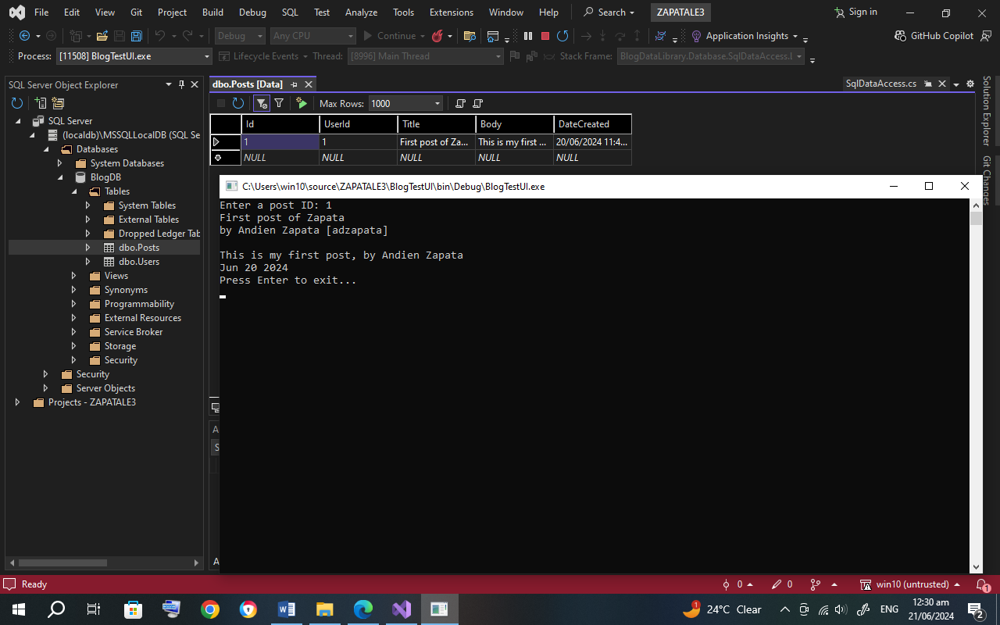 File Edit View Git Project Build Debug SQL Test Analyze Tools Extensions Window Help Search ZAPATALE3 Sign in
Debug Any CPU Continue Application Insights GitHub Copilot
Process: [11508] BlogTestUI.exe Lifecycle Events Thread: [8996] Main Thread Stack Frame: BlogDataLibrary.Database.SqlDataAccess.
SQL Server Object Explorer
dbo.Posts [Data]
SqlDataAccess.cs
Max Rows: 1000
Id UserId Title Body DateCreated
1 1 First post of Za... This is my first ... 20/06/2024 11:4...
NULL NULL NULL NULL NULL
SQL Server
(localdb)\MSSQLLocalDB (SQL Se
Databases
System Databases
BlogDB
Tables
System Tables
External Tables
Dropped Ledger Tab
dbo.Posts
dbo.Users
Views
Synonyms
Programmability
External Resources
Service Broker
Storage
Security
Security
Server Objects
Projects - ZAPATALE3
C:\Users\win10\source\ZAPATALE3\BlogTestUI\bin\Debug\BlogTestUI.exe
Enter a post ID: 1
First post of Zapata
by Andien Zapata [adzapata]
This is my first post, by Andien Zapata
Jun 20 2024
Press Enter to exit...
A
S
A
Solution Explorer
Git Changes
Ready
0 0 win10 (untrusted) 1
1 24°C Clear ENG 12:30 am 2
21/06/2024